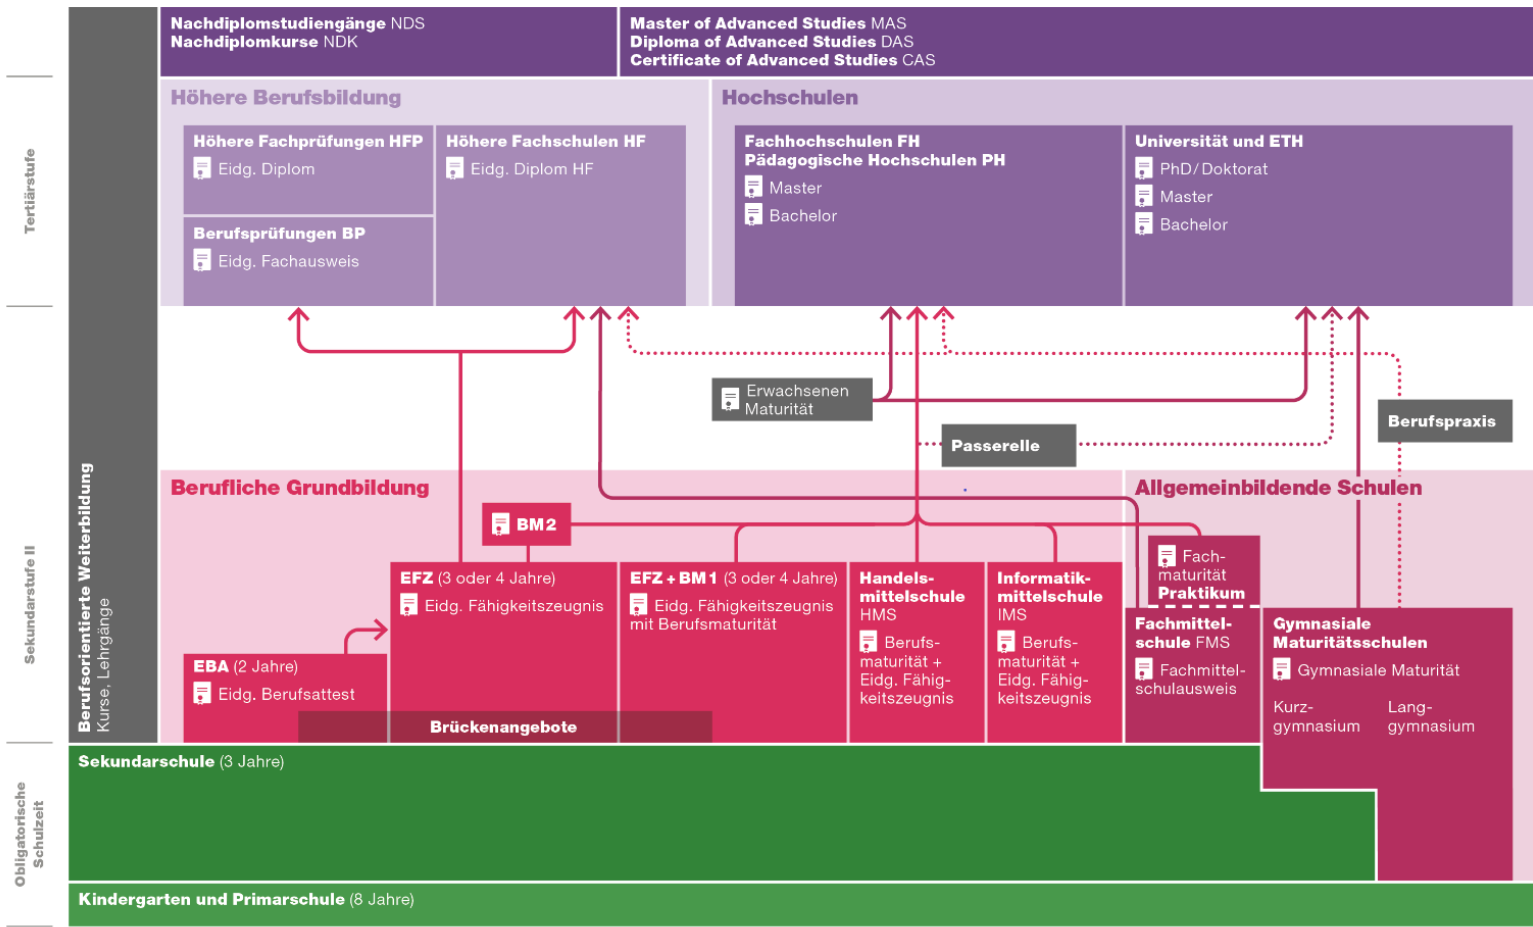 Nachdiplomstudiengänge NDS
Nachdiplomkurse NDK
Master of Advanced Studies MAS
Diploma of Advanced Studies DAS
Certificate of Advanced Studies CAS
Tertiärstufe
Höhere Berufsbildung
Höhere Fachprüfungen HFP
Eidg. Diplom
Berufsprüfungen BP
Eidg. Fachausweis
Höhere Fachschulen HF
Eidg. Diplom HF
Hochschulen
Fachhochschulen FH
Pädagogische Hochschulen PH
Master
Bachelor
Universität und ETH
PhD/Doktorat
Master
Bachelor
Erwachsenen
Maturität
Passerelle
Berufspraxis
Berufsorientierte Weiterbildung
Kurse, Lehrgänge
Sekundarstufe II
Berufliche Grundbildung
BM2
EBA (2 Jahre)
Eidg. Berufsattest
EFZ (3 oder 4 Jahre)
Eidg. Fähigkeitszeugnis
EFZ + BM1 (3 oder 4 Jahre)
Eidg. Fähigkeitszeugnis
mit Berufsmaturität
Brückenangebote
Handels-
mittelschule
HMS
Berufs-
maturität +
Eidg. Fähig-
keitszeugnis
Informatik-
mittelschule
IMS
Berufs-
maturität +
Eidg. Fähig-
keitszeugnis
Allgemeinbildende Schulen
Fach-
maturität
Praktikum
Fachmittel-
schule FMS
Fachmittel-
schulausweis
Gymnasiale
Maturitätsschulen
Gymnasiale Maturität
Kurz-
gymnasium
Lang-
gymnasium
Obligatorische
Schulzeit
Sekundarschule (3 Jahre)
Kindergarten und Primarschule (8 Jahre)